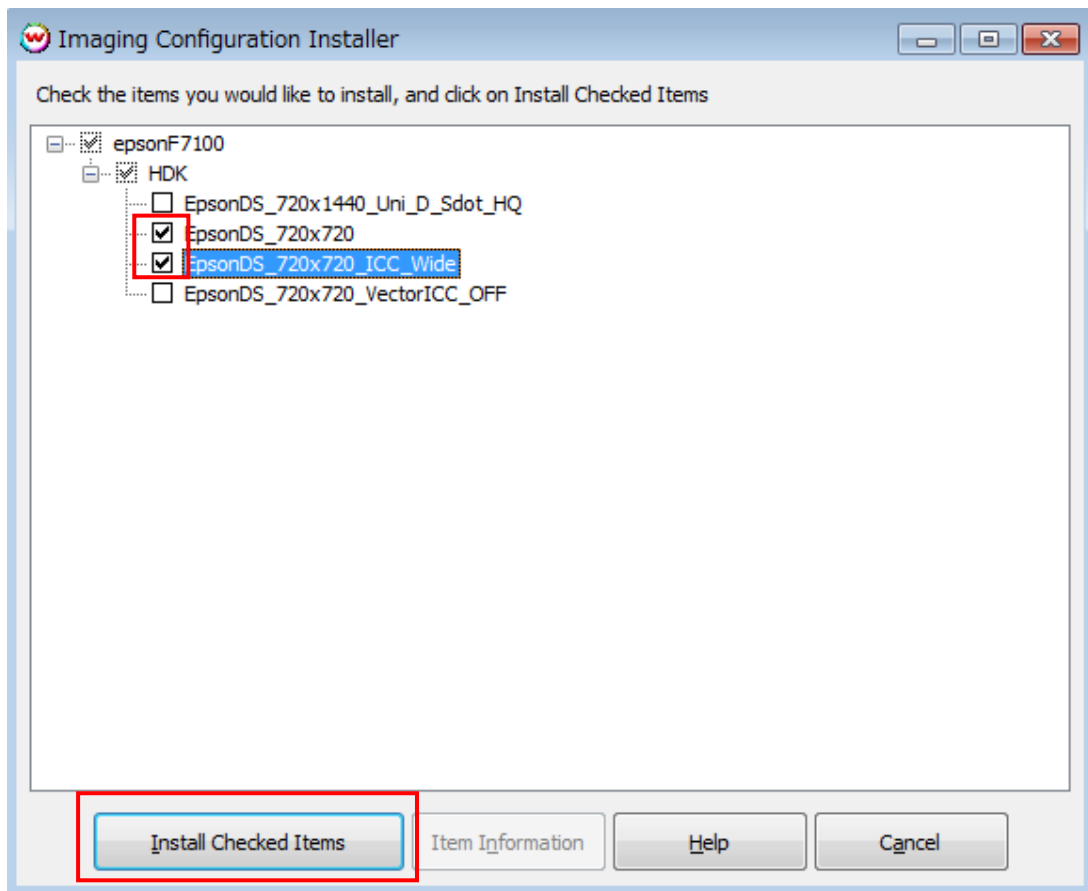 Imaging Configuration Installer
Check the items you would like to install, and click on Install Checked Items
epsonF7100
HDK
EpsonDS_720x1440_Uni_D_Sdot_HQ
EpsonDS_720x720
EpsonDS_720x720_ICC_Wide
EpsonDS_720x720_VectorICC_OFF
Install Checked Items Item Information Help Cancel